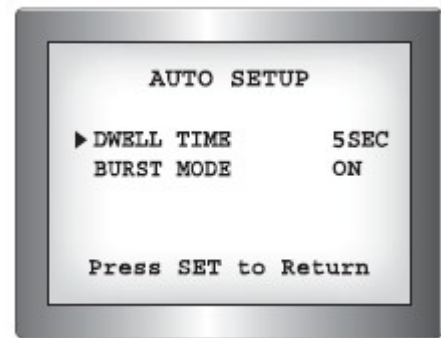 AUTO SETUP
▶DWELL TIME 5SEC
BURST MODE ON
Press SET to Return